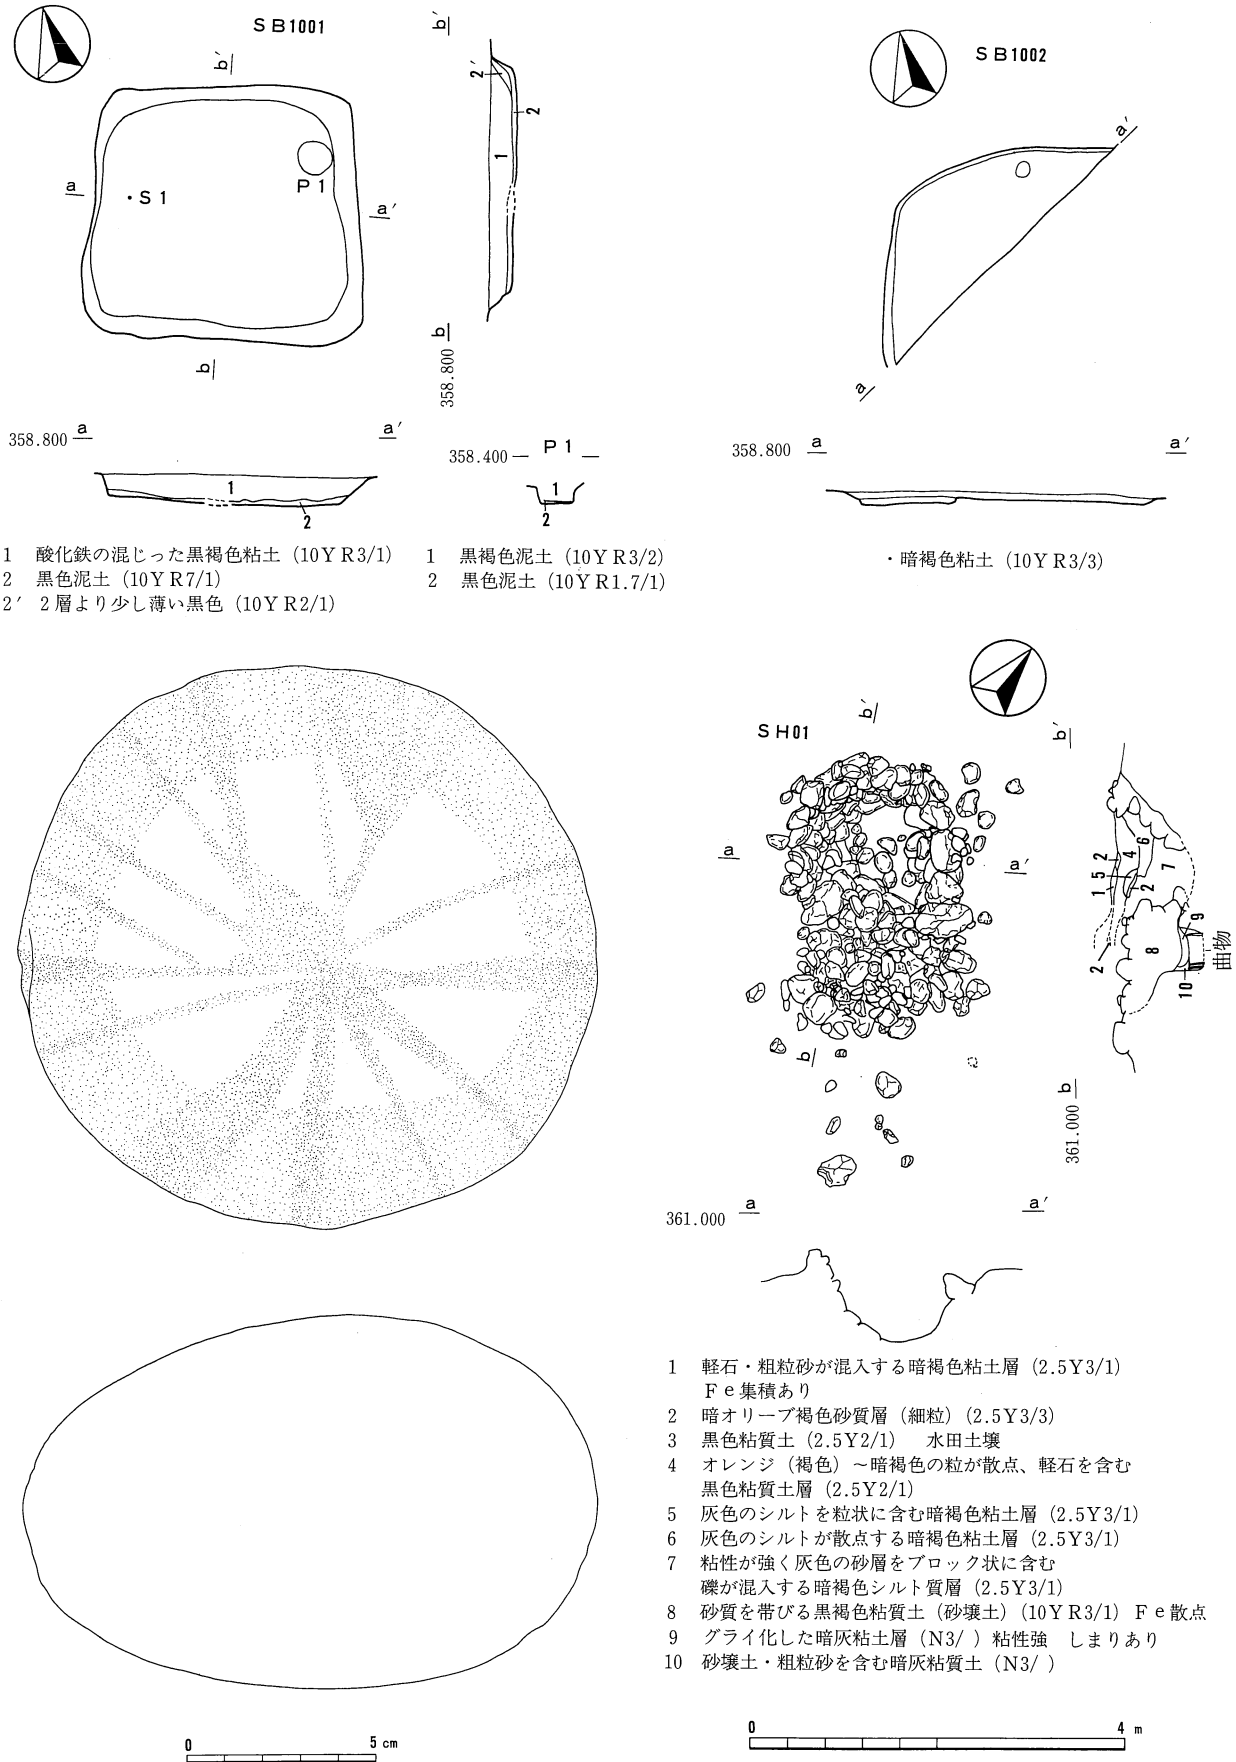 SB1001
b′
b′
a
・S1
P1
a′
b
2′
2
1
b
358.800
358.800 a a′
1
2
358.400 P1
1
2
1 酸化鉄の混じった黒褐色粘土（10YR3/1）
2 黒色泥土（10YR7/1）
2′ 2層より少し薄い黒色（10YR2/1）
1 黒褐色泥土（10YR3/2）
2 黒色泥土（10YR1.7/1）
SB1002
a′
a
358.800 a a′
・暗褐色粘土（10YR3/3）
SH01
b′
b′
a
a′
b
1 5 2
4
6
7
2
2
8
9
10
曲物
b
361.000
361.000 a a′
1 軽石・粗粒砂が混入する暗褐色粘土層（2.5Y3/1）
Fe集積あり
2 暗オリーブ褐色砂質層（細粒）（2.5Y3/3）
3 黒色粘質土（2.5Y2/1） 水田土壌
4 オレンジ（褐色）～暗褐色の粒が散点、軽石を含む
黒色粘質土層（2.5Y2/1）
5 灰色のシルトを粒状に含む暗褐色粘土層（2.5Y3/1）
6 灰色のシルトが散点する暗褐色粘土層（2.5Y3/1）
7 粘性が強く灰色の砂層をブロック状に含む
礫が混入する暗褐色シルト質層（2.5Y3/1）
8 砂質を帯びる黒褐色粘質土（砂壌土）（10YR3/1） Fe散点
9 グライ化した暗灰粘土層（N3/ ）粘性強 しまりあり
10 砂壌土・粗粒砂を含む暗灰粘質土（N3/ ）
0 5 cm
0 4 m